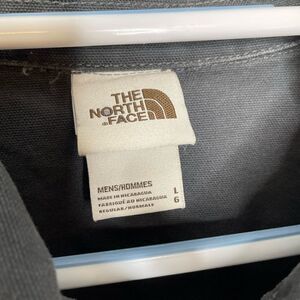 THE
NORTH
FACE
MENS/HOMMES L
MADE IN NICARAGUA G
FABRIQUÉ AU NICARAGUA
REGULAR/NORMALE